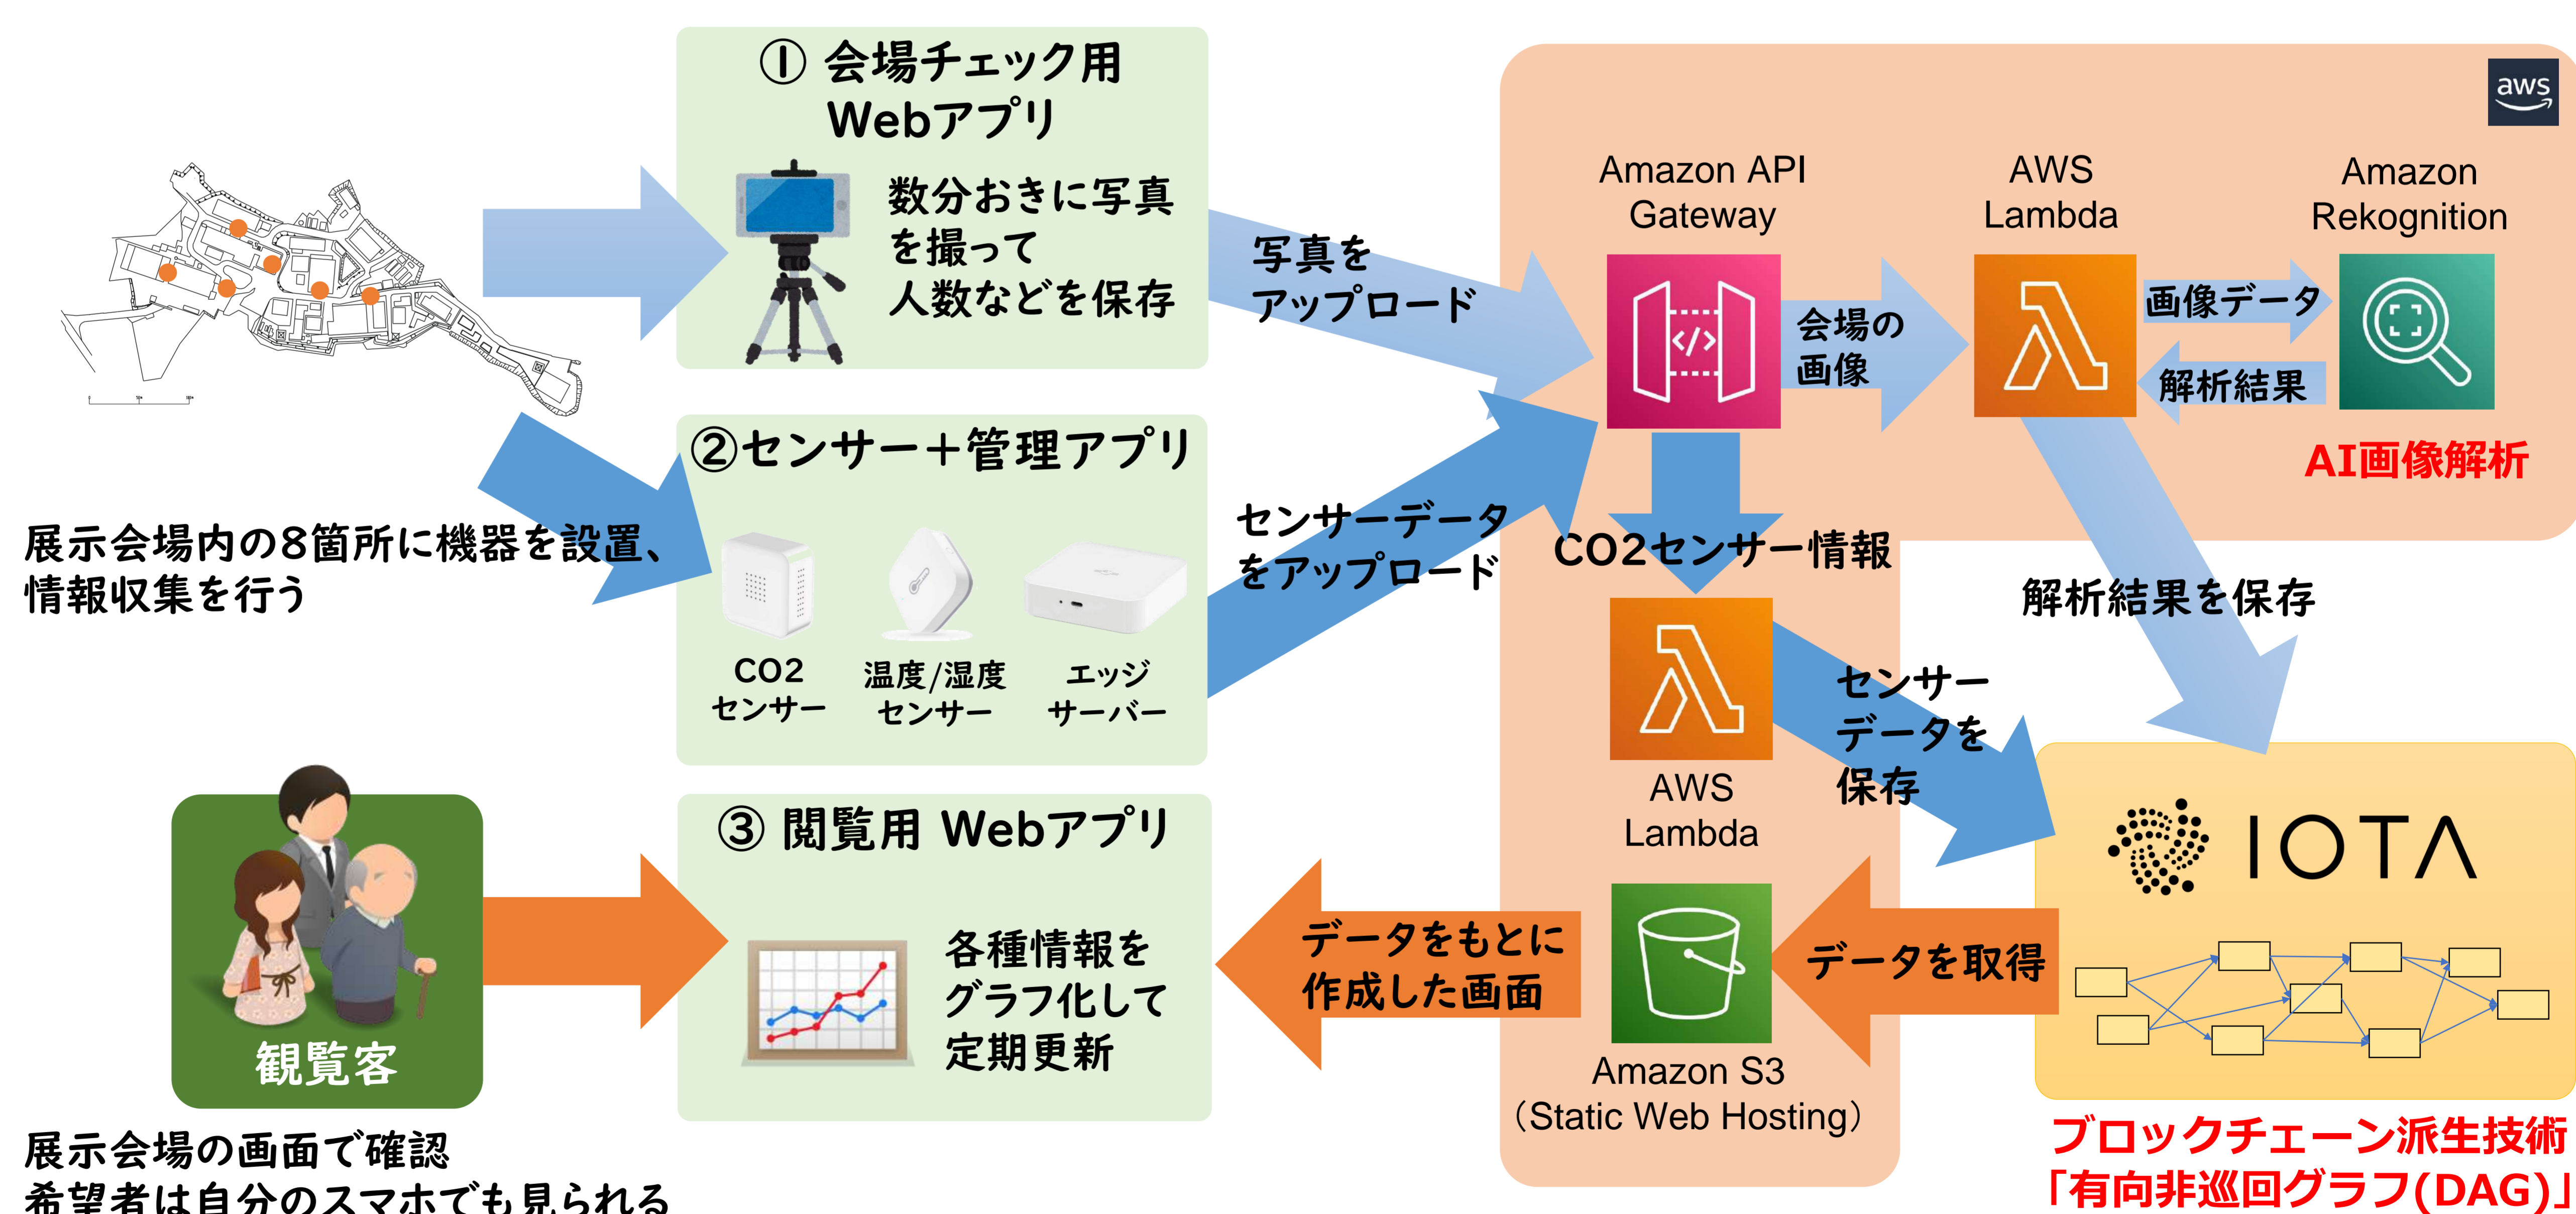 ① 会場チェック用
Webアプリ
数分おきに写真
を撮って
人数などを保存
展示会場内の8箇所に機器を設置、
情報収集を行う
②センサー＋管理アプリ
CO2
センサー
温度/湿度
センサー
エッジ
サーバー
観覧客
展示会場の画面で確認
希望者は自分のスマホでも見られる
③ 閲覧用 Webアプリ
各種情報を
グラフ化して
定期更新
写真を
アップロード
センサーデータ
をアップロード
データをもとに
作成した画面
aws
Amazon API
Gateway
会場の
画像
AWS
Lambda
画像データ
解析結果
Amazon
Rekognition
AI画像解析
CO2センサー情報
解析結果を保存
AWS
Lambda
センサー
データを
保存
Amazon S3
（Static Web Hosting）
データを取得
IOTA
ブロックチェーン派生技術
「有向非巡回グラフ(DAG)」